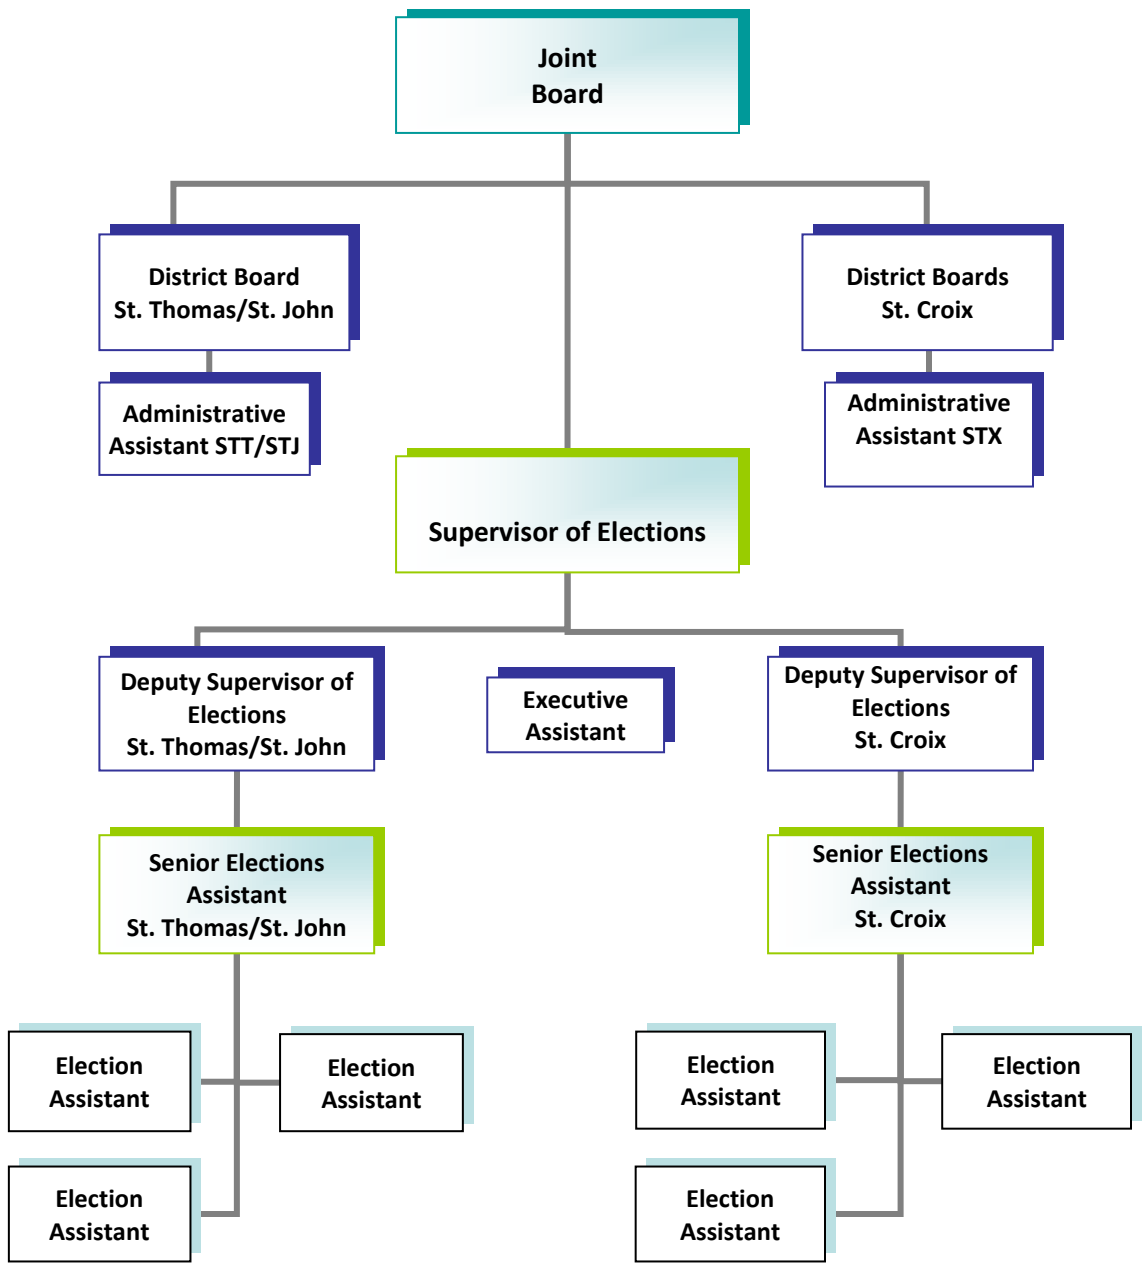 Joint
Board
District Board
St. Thomas/St. John
District Boards
St. Croix
Administrative
Assistant STT/STJ
Administrative
Assistant STX
Supervisor of Elections
Deputy Supervisor of
Elections
St. Thomas/St. John
Executive
Assistant
Deputy Supervisor of
Elections
St. Croix
Senior Elections
Assistant
St. Thomas/St. John
Senior Elections
Assistant
St. Croix
Election
Assistant
Election
Assistant
Election
Assistant
Election
Assistant
Election
Assistant
Election
Assistant